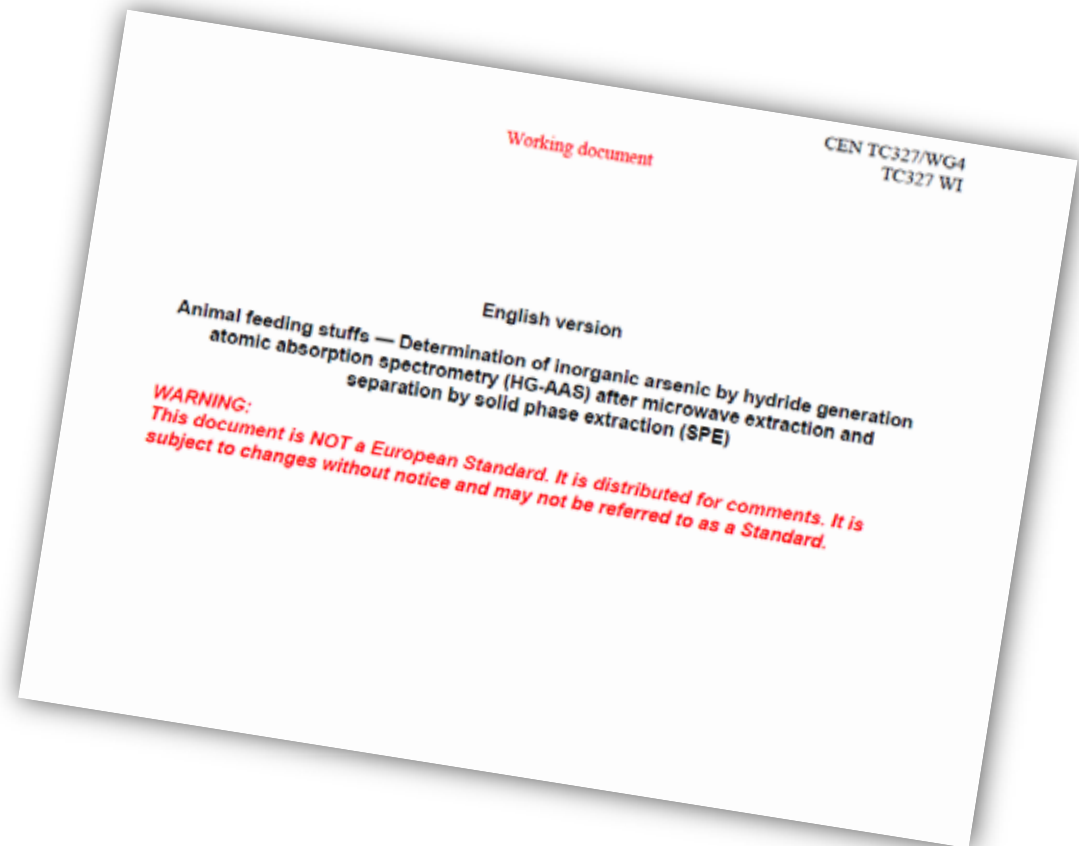 Working document
CEN TC327/WG4
TC327 WI
English version
Animal feeding stuffs — Determination of inorganic arsenic by hydride generation
atomic absorption spectrometry (HG-AAS) after microwave extraction and
separation by solid phase extraction (SPE)
WARNING:
This document is NOT a European Standard. It is distributed for comments. It is
subject to changes without notice and may not be referred to as a Standard.